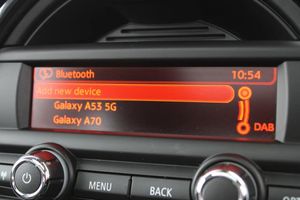 Bluetooth 10:54
Add new device
Galaxy A53 5G
Galaxy A70
DAB
MENU BACK